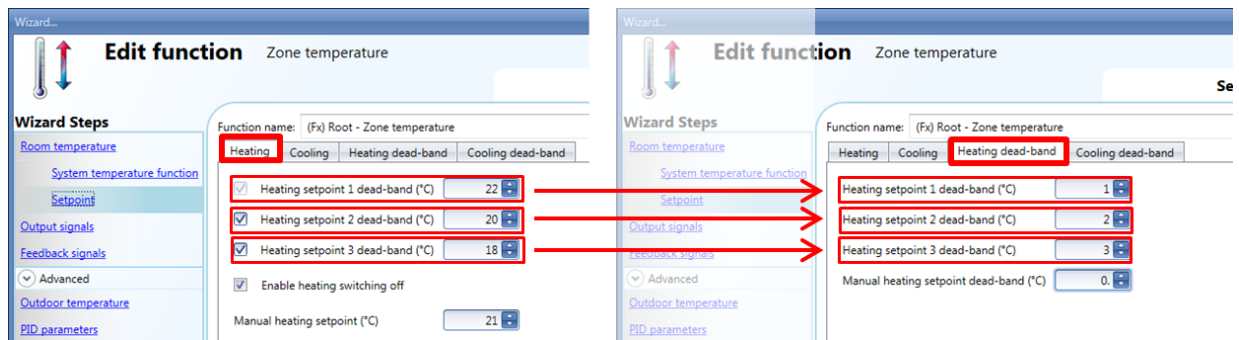 Wizard...
Edit function Zone temperature
Wizard Steps
Function name: (Fx) Root - Zone temperature
Room temperature
Heating Cooling Heating dead-band Cooling dead-band
System temperature function
Heating setpoint 1 dead-band (°C) 22
Setpoint
Heating setpoint 2 dead-band (°C) 20
Output signals
Heating setpoint 3 dead-band (°C) 18
Feedback signals
Advanced
Enable heating switching off
Outdoor temperature
Manual heating setpoint (°C) 21
PID parameters
Wizard...
Edit function Zone temperature
Se
Wizard Steps
Function name: (Fx) Root - Zone temperature
Room temperature
Heating Cooling Heating dead-band Cooling dead-band
System temperature function
Heating setpoint 1 dead-band (°C) 1
Setpoint
Heating setpoint 2 dead-band (°C) 2
Output signals
Heating setpoint 3 dead-band (°C) 3
Feedback signals
Advanced
Manual heating setpoint dead-band (°C) 0.
Outdoor temperature
PID parameters